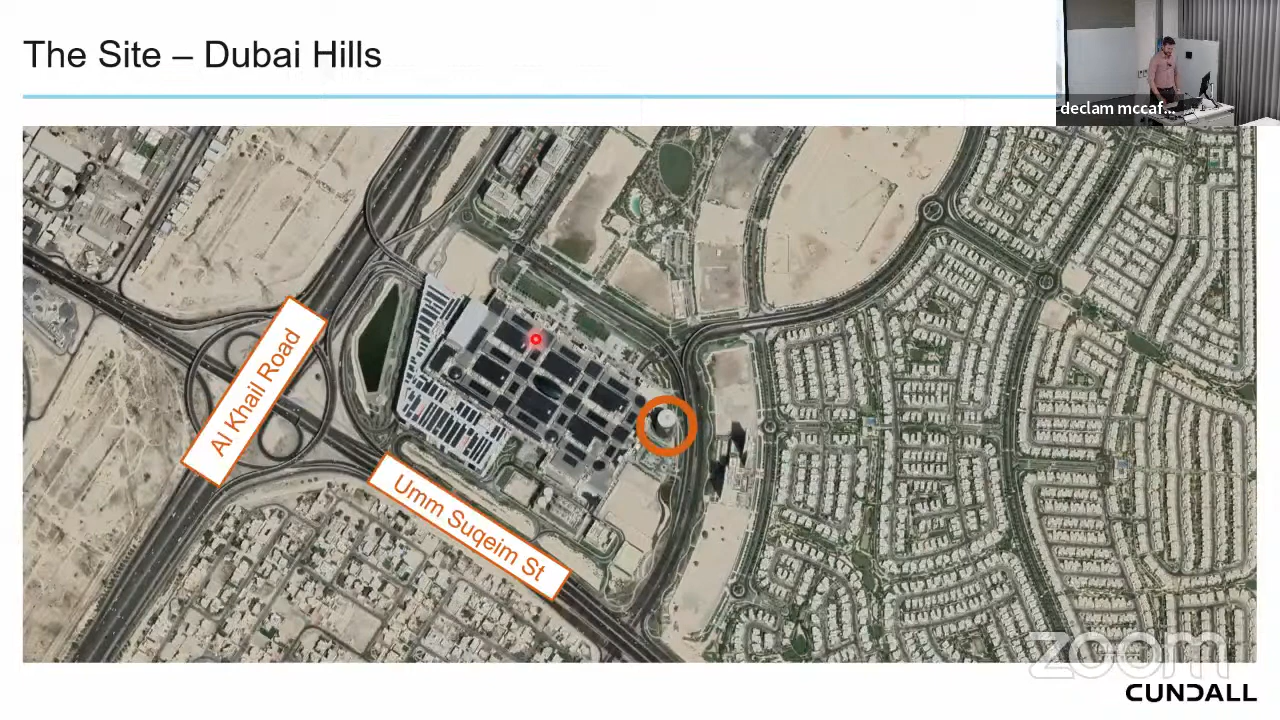 The Site – Dubai Hills
declam mccaf...
Al Khail Road
Umm Suqeim St
zoom
CUNDALL